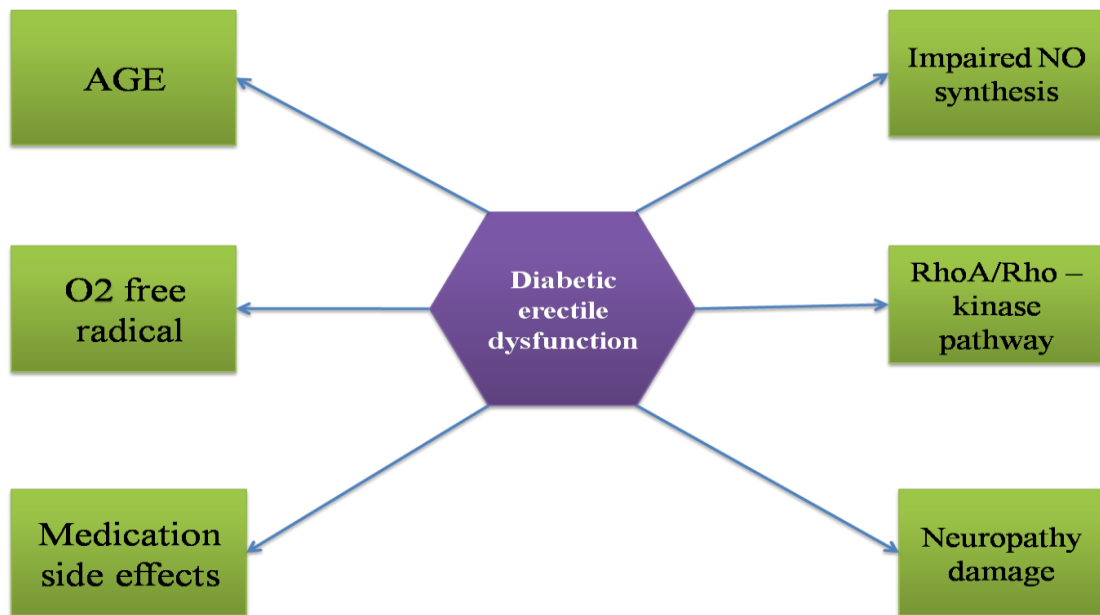 AGE
Impaired NO
synthesis
O2 free
radical
Diabetic
erectile
dysfunction
RhoA/Rho –
kinase
pathway
Medication
side effects
Neuropathy
damage